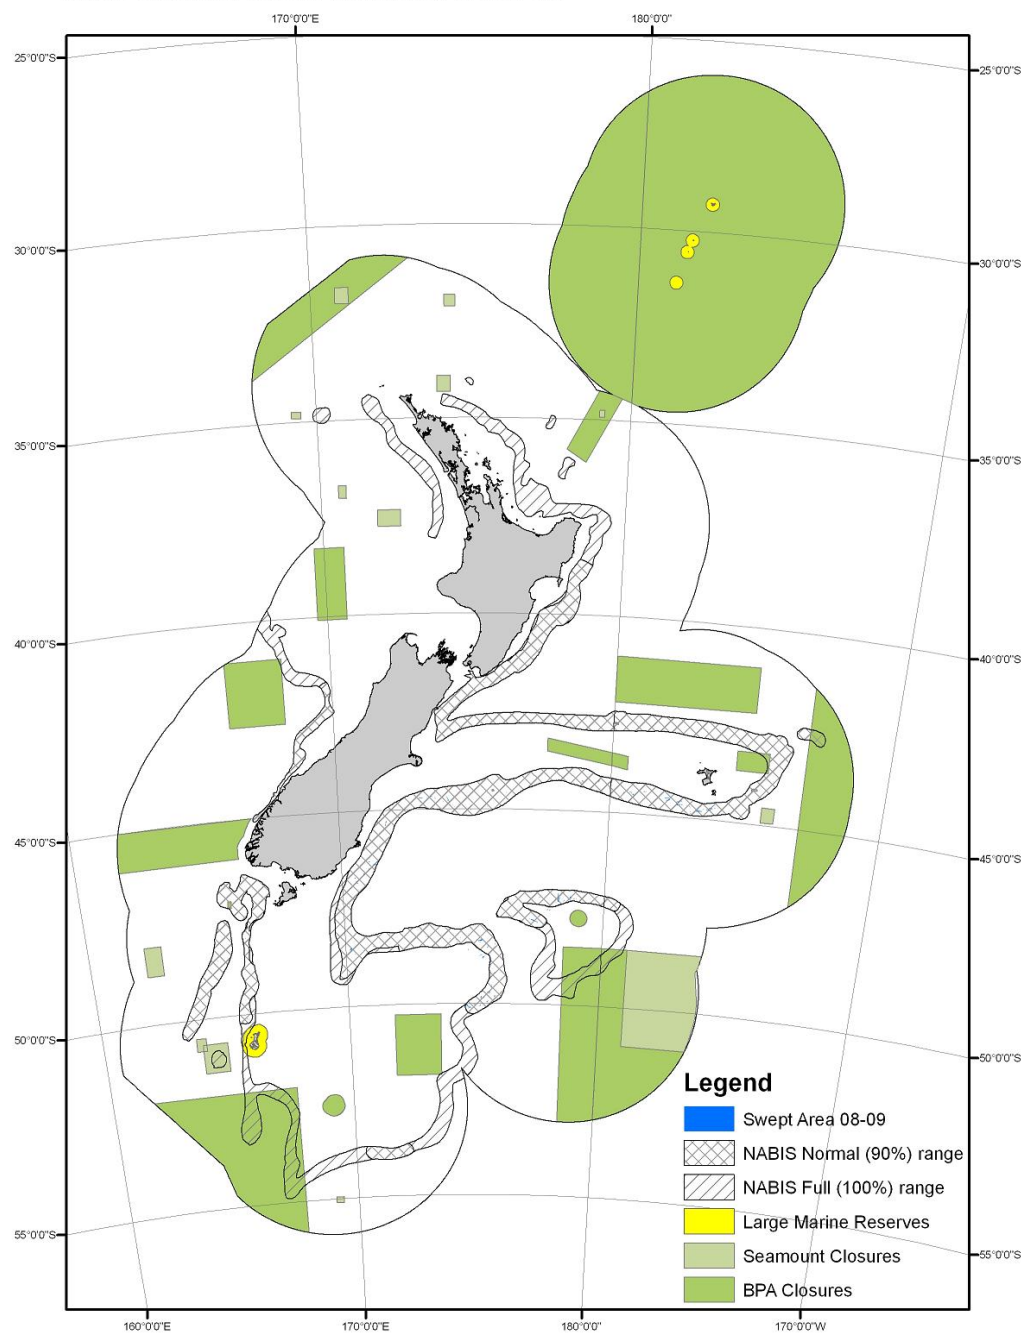 170°0'0"E
180°0'0"
25°0'0"S
25°0'0"S
30°0'0"S
30°0'0"S
35°0'0"S
35°0'0"S
40°0'0"S
40°0'0"S
45°0'0"S
45°0'0"S
50°0'0"S
50°0'0"S
Legend
Swept Area 08-09
NABIS Normal (90%) range
NABIS Full (100%) range
Large Marine Reserves
Seamount Closures
BPA Closures
55°0'0"S
55°0'0"S
160°0'0"E
170°0'0"E
180°0'0"
170°0'0"W